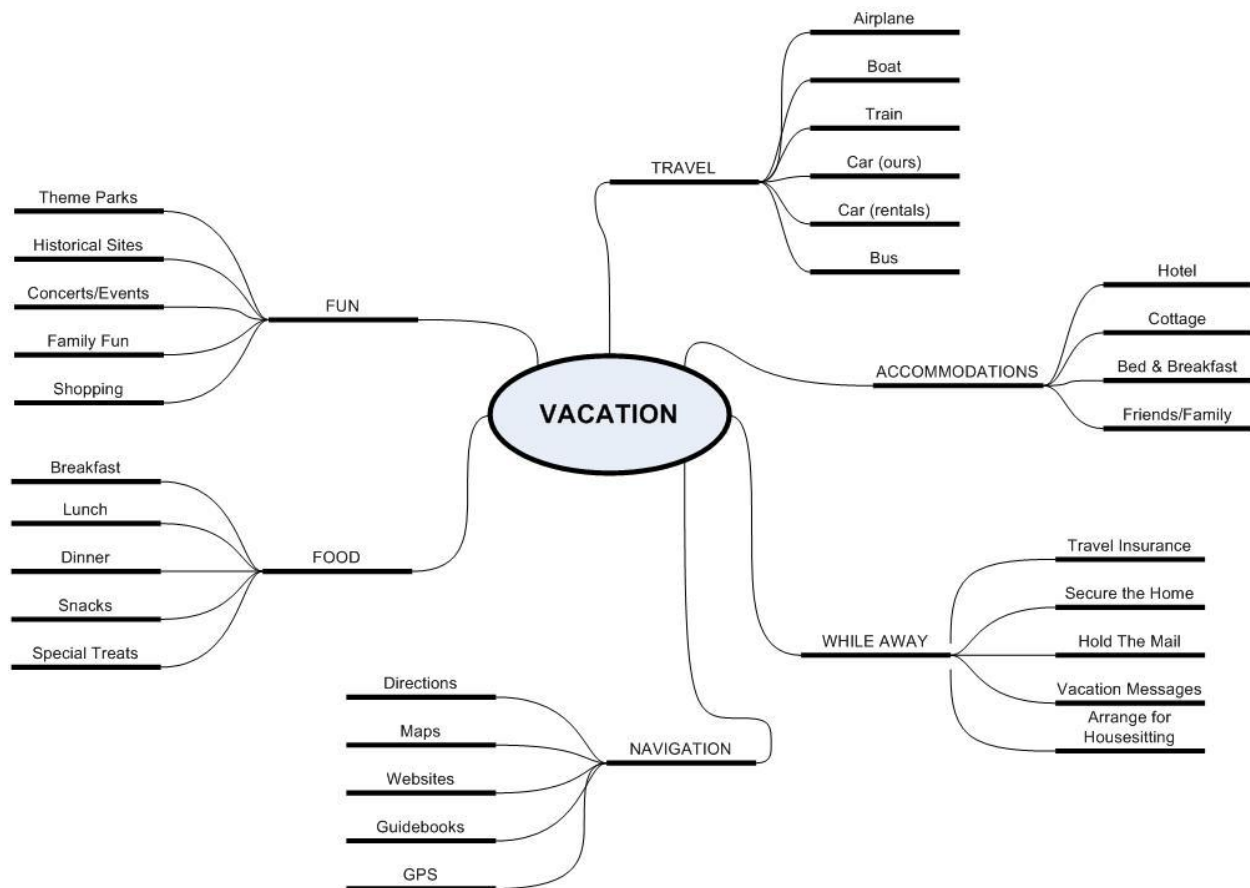 VACATION
TRAVEL
Airplane
Boat
Train
Car (ours)
Car (rentals)
Bus
ACCOMMODATIONS
Hotel
Cottage
Bed & Breakfast
Friends/Family
WHILE AWAY
Travel Insurance
Secure the Home
Hold The Mail
Vacation Messages
Arrange for
Housesitting
NAVIGATION
Directions
Maps
Websites
Guidebooks
GPS
FOOD
Breakfast
Lunch
Dinner
Snacks
Special Treats
FUN
Theme Parks
Historical Sites
Concerts/Events
Family Fun
Shopping